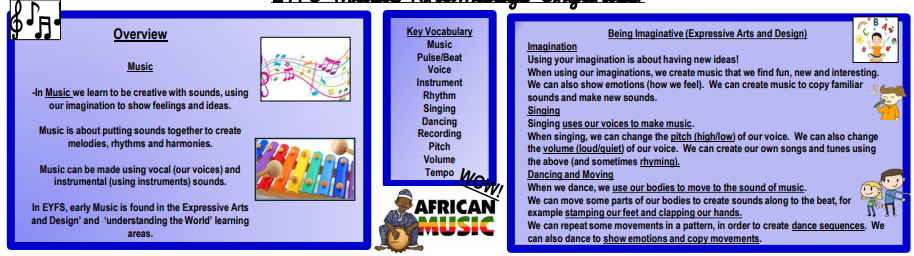 EYFS Music Knowledge Organiser
Overview
Music
-In Music we learn to be creative with sounds, using
our imagination to show feelings and ideas.
Music is about putting sounds together to create
melodies, rhythms and harmonies.
Music can be made using vocal (our voices) and
instrumental (using instruments) sounds.
In EYFS, early Music is found in the Expressive Arts
and Design' and 'understanding the World' learning
areas.
Key Vocabulary
Music
Pulse/Beat
Voice
Instrument
Rhythm
Singing
Dancing
Recording
Pitch
Volume
Tempo
WOW!
AFRICAN
MUSIC
Being Imaginative (Expressive Arts and Design)
Imagination
Using your imagination is about having new ideas!
When using our imaginations, we create music that we find fun, new and interesting.
We can also show emotions (how we feel). We can create music to copy familiar
sounds and make new sounds.
Singing
Singing uses our voices to make music.
When singing, we can change the pitch (high/low) of our voice. We can also change
the volume (loud/quiet) of our voice. We can create our own songs and tunes using
the above (and sometimes rhyming).
Dancing and Moving
When we dance, we use our bodies to move to the sound of music.
We can move some parts of our bodies to create sounds along to the beat, for
example stamping our feet and clapping our hands.
We can repeat some movements in a pattern, in order to create dance sequences. We
can also dance to show emotions and copy movements.